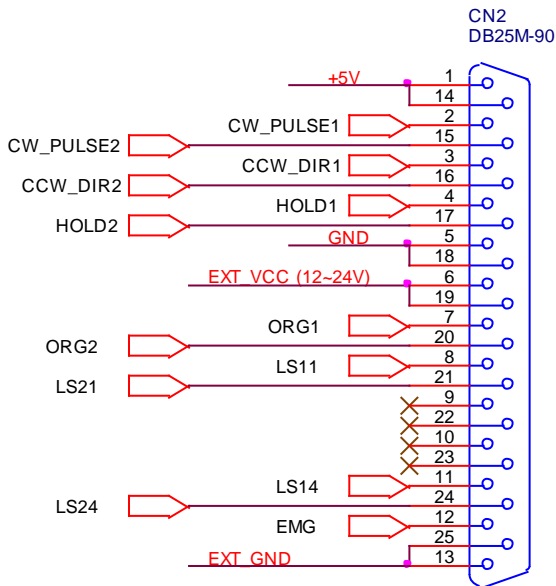 CN2
DB25M-90
+5V 1
14
CW_PULSE1 2
CW_PULSE2 15
CCW_DIR1 3
CCW_DIR2 16
HOLD1 4
HOLD2 17
GND 5
18
EXT_VCC (12~24V) 6
19
ORG1 7
ORG2 20
LS11 8
LS21 21
9
22
10
23
LS14 11
LS24 24
EMG 12
25
EXT_GND 13